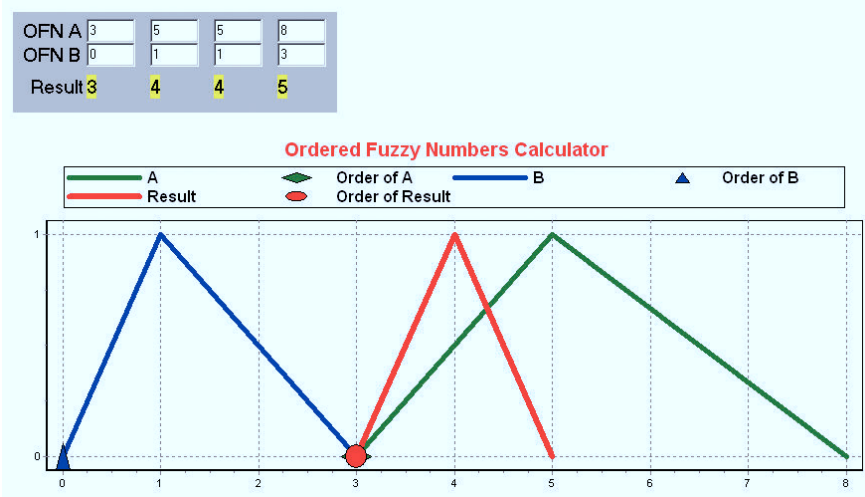 OFN A 3 5 5 8
OFN B 0 1 1 3
Result 3 4 4 5
Ordered Fuzzy Numbers Calculator
A Order of A B Order of B
Result Order of Result
1
0
0 1 2 3 4 5 6 7 8